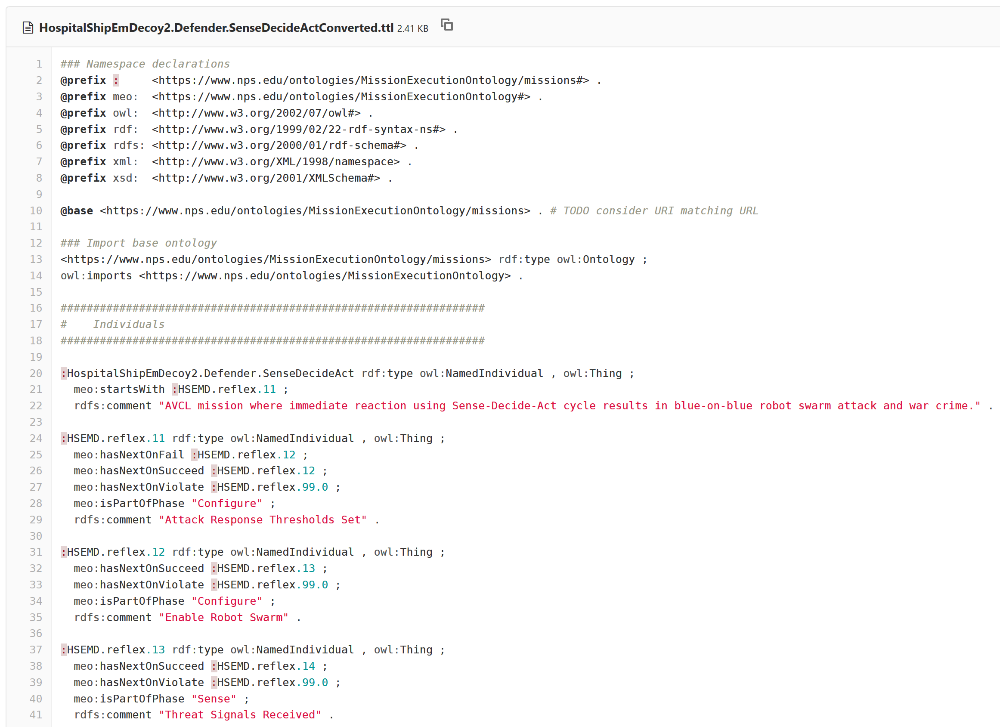 HospitalShipEmDecoy2.Defender.SenseDecideActConverted.ttl 2.41 KB
1 ### Namespace declarations
2 @prefix :     <https://www.nps.edu/ontologies/MissionExecutionOntology/missions#> .
3 @prefix meo:  <https://www.nps.edu/ontologies/MissionExecutionOntology#> .
4 @prefix owl:  <http://www.w3.org/2002/07/owl#> .
5 @prefix rdf:  <http://www.w3.org/1999/02/22-rdf-syntax-ns#> .
6 @prefix rdfs: <http://www.w3.org/2000/01/rdf-schema#> .
7 @prefix xml:  <http://www.w3.org/XML/1998/namespace> .
8 @prefix xsd:  <http://www.w3.org/2001/XMLSchema#> .
9
10 @base <https://www.nps.edu/ontologies/MissionExecutionOntology/missions> . # TODO consider URI matching URL
11
12 ### Import base ontology
13 <https://www.nps.edu/ontologies/MissionExecutionOntology/missions> rdf:type owl:Ontology ;
14 owl:imports <https://www.nps.edu/ontologies/MissionExecutionOntology> .
15
16 #################################################################
17 #    Individuals
18 #################################################################
19
20 :HospitalShipEmDecoy2.Defender.SenseDecideAct rdf:type owl:NamedIndividual , owl:Thing ;
21   meo:startsWith :HSEMD.reflex.11 ;
22   rdfs:comment "AVCL mission where immediate reaction using Sense-Decide-Act cycle results in blue-on-blue robot swarm attack and war crime." .
23
24 :HSEMD.reflex.11 rdf:type owl:NamedIndividual , owl:Thing ;
25   meo:hasNextOnFail :HSEMD.reflex.12 ;
26   meo:hasNextOnSucceed :HSEMD.reflex.12 ;
27   meo:hasNextOnViolate :HSEMD.reflex.99.0 ;
28   meo:isPartOfPhase "Configure" ;
29   rdfs:comment "Attack Response Thresholds Set" .
30
31 :HSEMD.reflex.12 rdf:type owl:NamedIndividual , owl:Thing ;
32   meo:hasNextOnSucceed :HSEMD.reflex.13 ;
33   meo:hasNextOnViolate :HSEMD.reflex.99.0 ;
34   meo:isPartOfPhase "Configure" ;
35   rdfs:comment "Enable Robot Swarm" .
36
37 :HSEMD.reflex.13 rdf:type owl:NamedIndividual , owl:Thing ;
38   meo:hasNextOnSucceed :HSEMD.reflex.14 ;
39   meo:hasNextOnViolate :HSEMD.reflex.99.0 ;
40   meo:isPartOfPhase "Sense" ;
41   rdfs:comment "Threat Signals Received" .